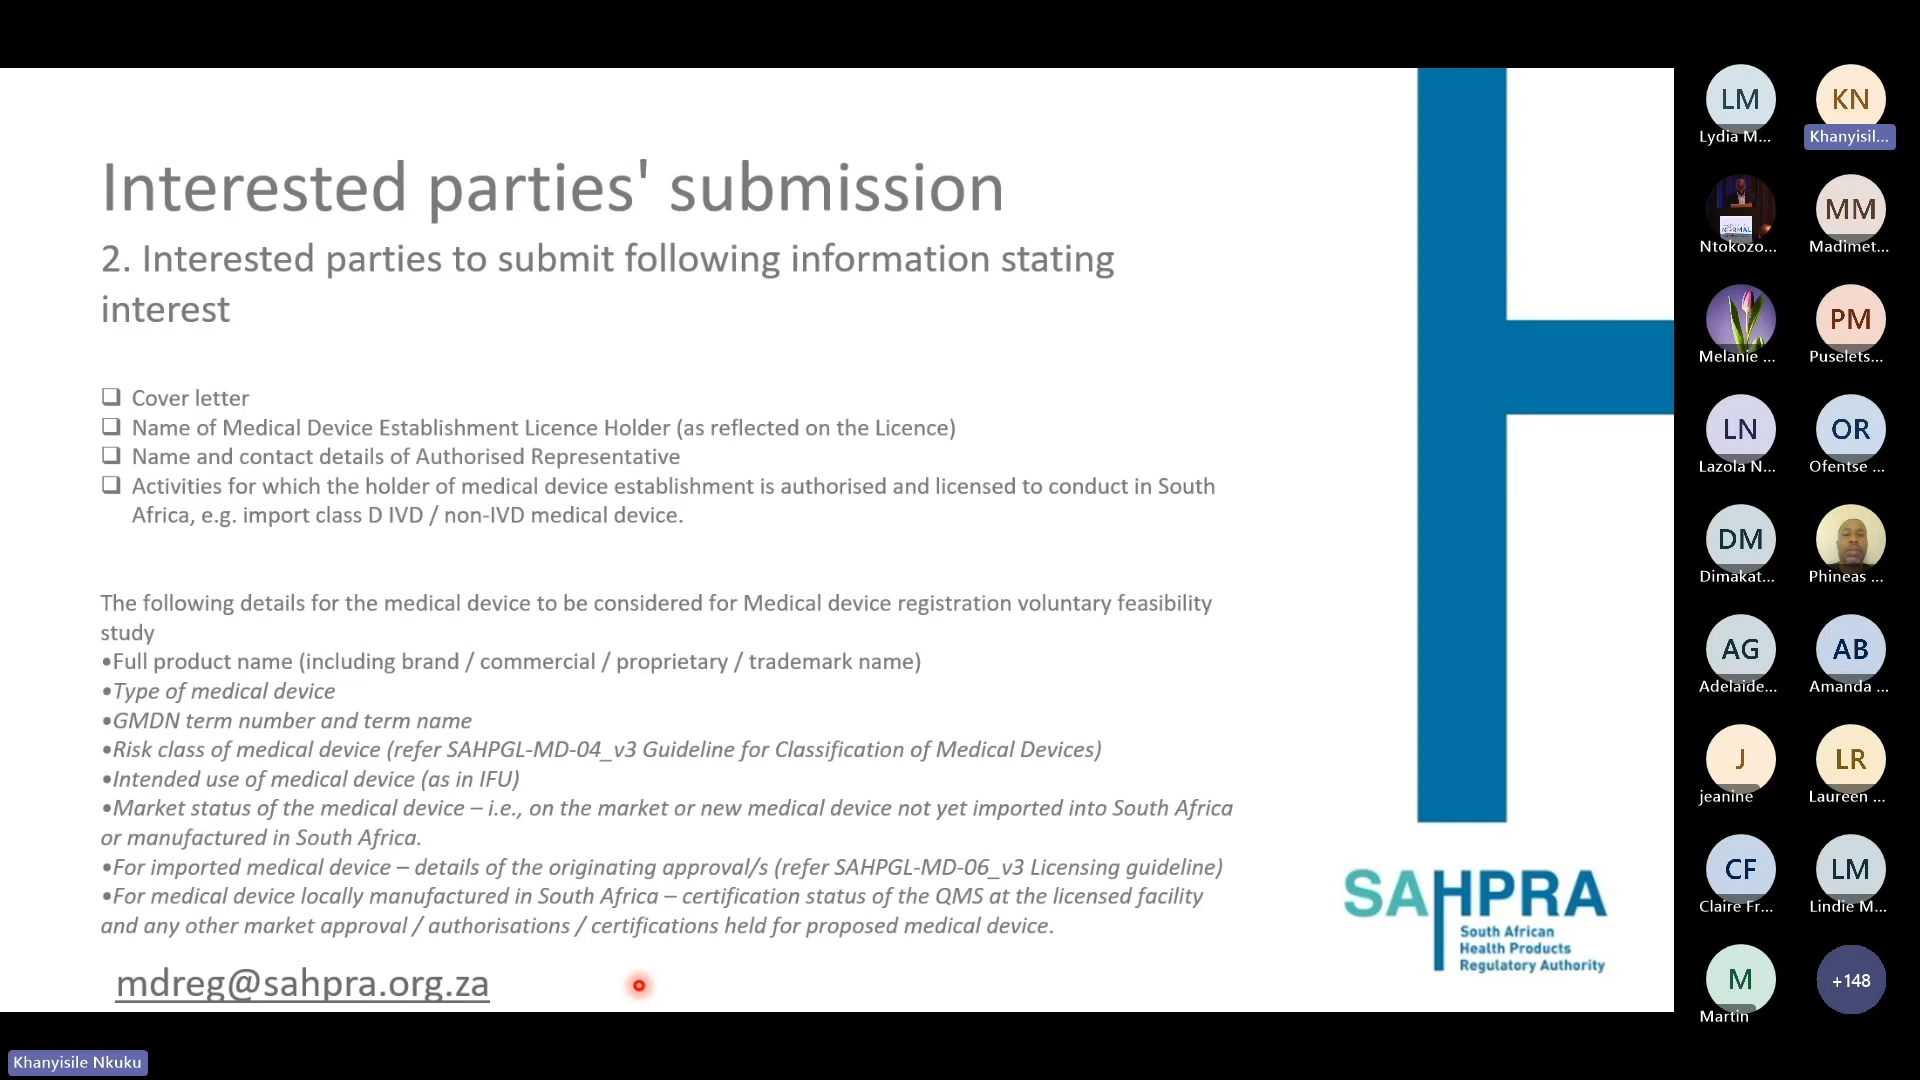 Interested parties' submission
2. Interested parties to submit following information stating
interest
❑ Cover letter
❑ Name of Medical Device Establishment Licence Holder (as reflected on the Licence)
❑ Name and contact details of Authorised Representative
❑ Activities for which the holder of medical device establishment is authorised and licensed to conduct in South
Africa, e.g. import class D IVD / non-IVD medical device.
The following details for the medical device to be considered for Medical device registration voluntary feasibility
study
•Full product name (including brand / commercial / proprietary / trademark name)
•Type of medical device
•GMDN term number and term name
•Risk class of medical device (refer SAHPGL-MD-04_v3 Guideline for Classification of Medical Devices)
•Intended use of medical device (as in IFU)
•Market status of the medical device – i.e., on the market or new medical device not yet imported into South Africa
or manufactured in South Africa.
•For imported medical device – details of the originating approval/s (refer SAHPGL-MD-06_v3 Licensing guideline)
•For medical device locally manufactured in South Africa – certification status of the QMS at the licensed facility
and any other market approval / authorisations / certifications held for proposed medical device.
mdreg@sahpra.org.za
SAHPRA
South African
Health Products
Regulatory Authority
LM
Lydia M...
KN
Khanyisil...
Ntokozo...
MM
Madimet...
Melanie ...
PM
Puselets...
LN
Lazola N...
OR
Ofentse ...
DM
Dimakat...
Phineas ...
AG
Adelaide...
AB
Amanda ...
J
jeanine
LR
Laureen ...
CF
Claire Fr...
LM
Lindie M...
M
Martin
+148
Khanyisile Nkuku